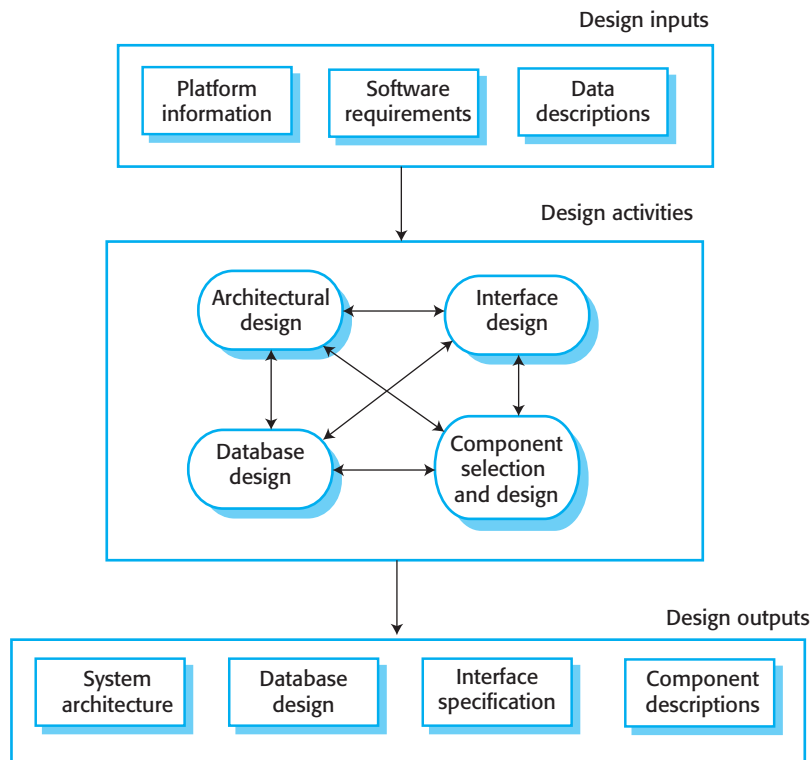 Design inputs
Platform
information
Software
requirements
Data
descriptions
Design activities
Architectural
design
Interface
design
Database
design
Component
selection
and design
Design outputs
System
architecture
Database
design
Interface
specification
Component
descriptions